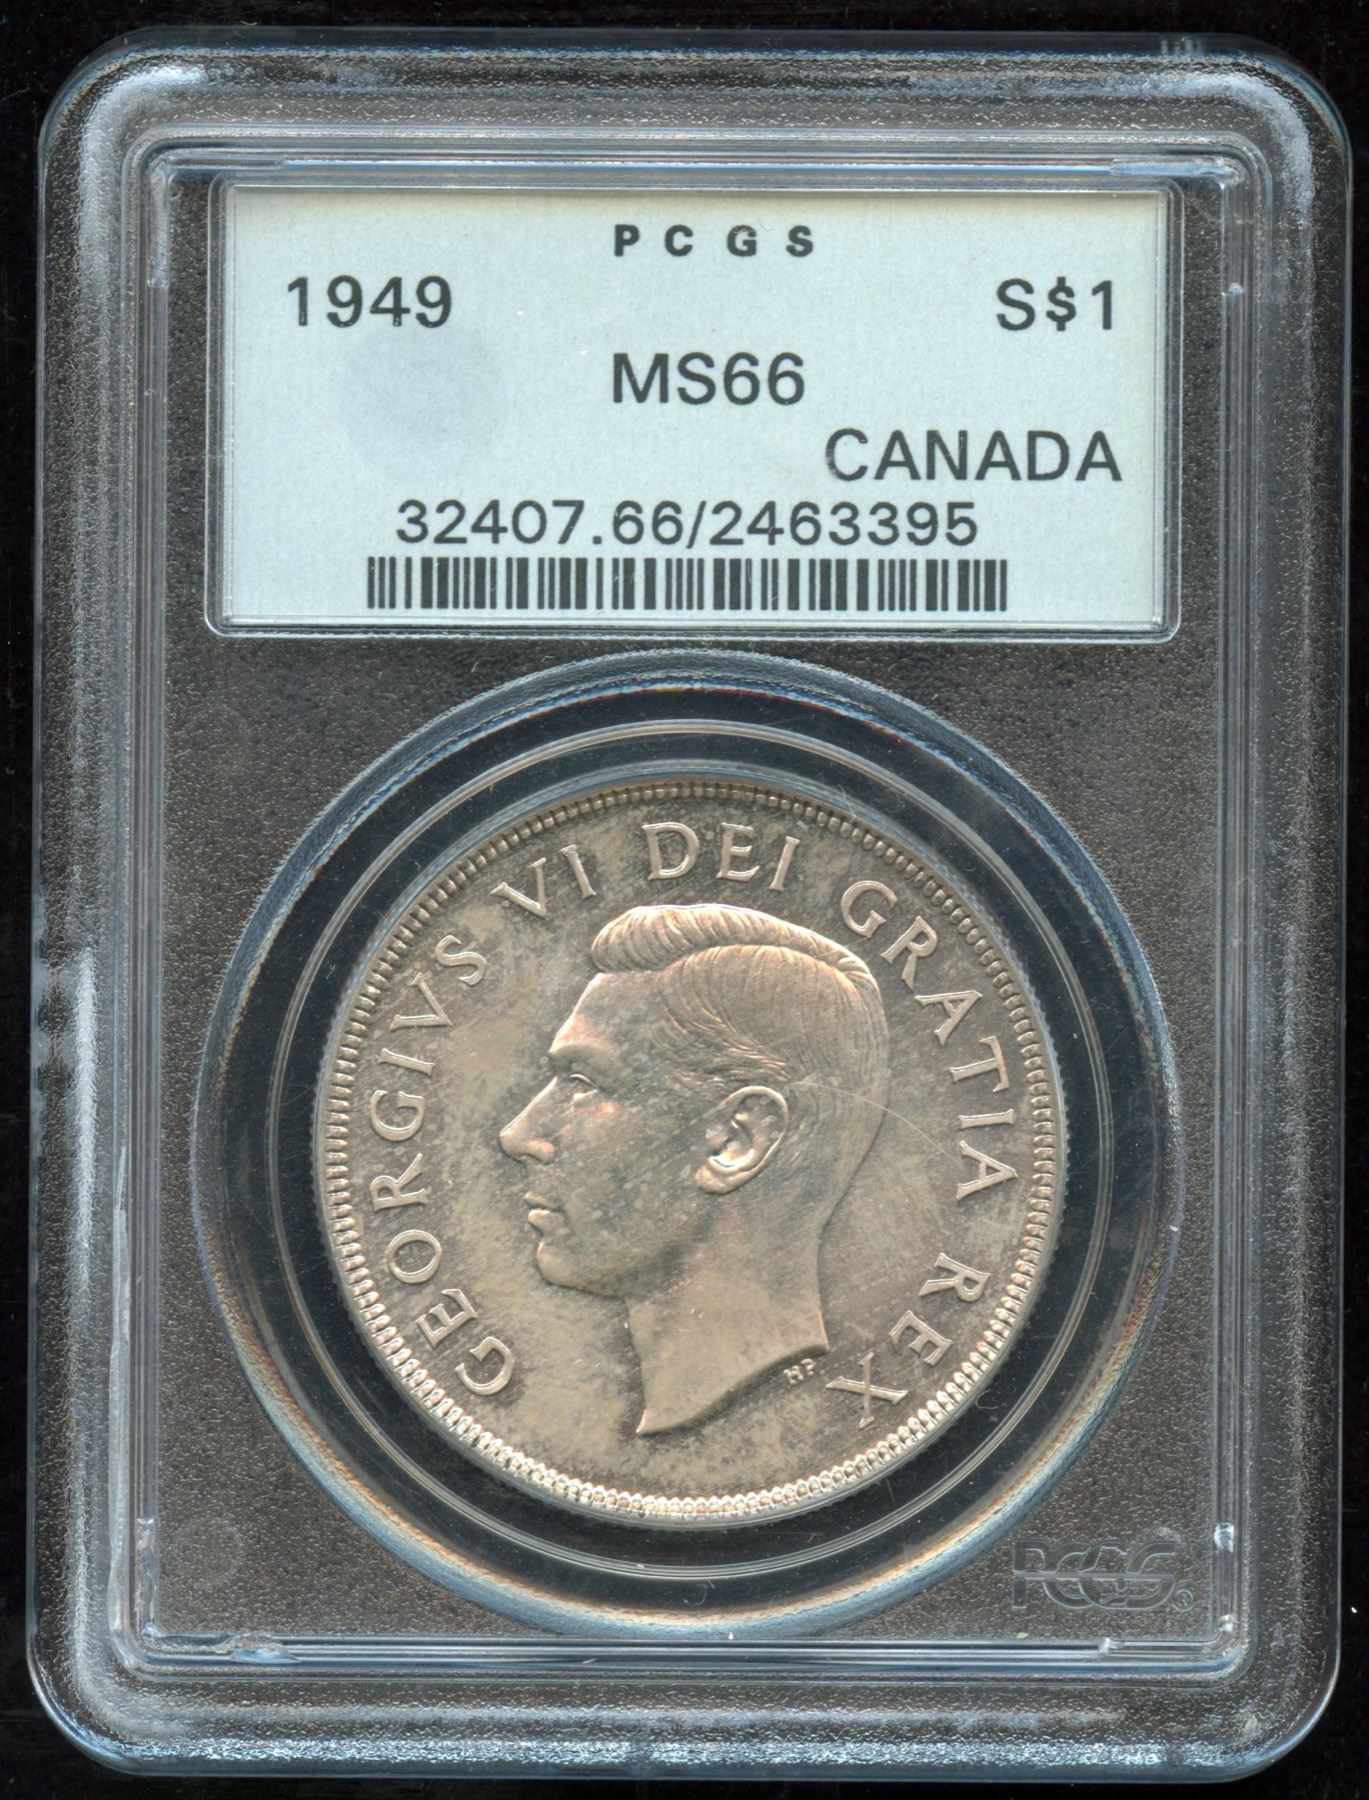 PCGS
1949 S$1
MS66
CANADA
32407.66/2463395
GEORGIVS VI DEI GRATIA REX
HP
PCGS®